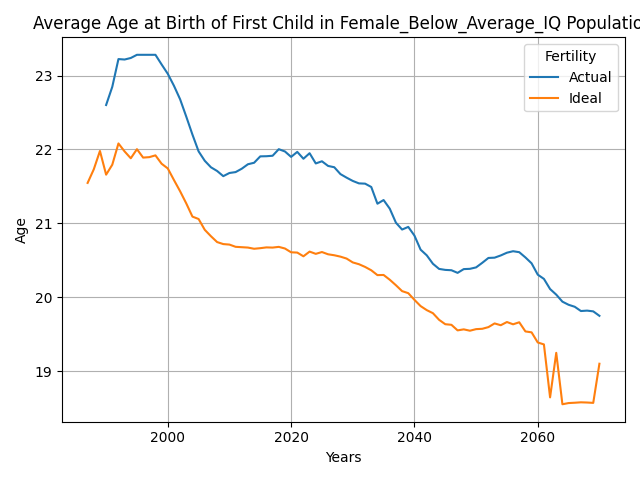 Average Age at Birth of First Child in Female_Below_Average_IQ Populatio
Fertility
Actual
Ideal
23
22
21
20
19
Age
2000 2020 2040 2060
Years